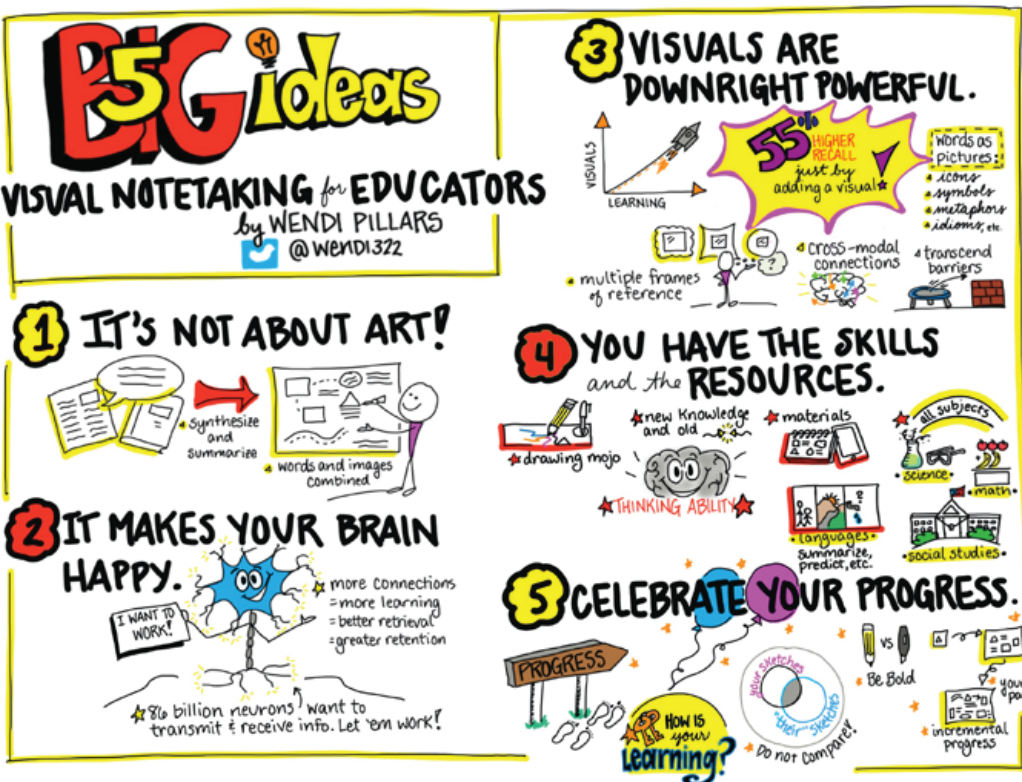 5 BIG ideas
VISUAL NOTETAKING for EDUCATORS
by WENDI PILLARS
@wendi322
1 IT'S NOT ABOUT ART!
synthesize
and
summarize
words and images
combined
2 IT MAKES YOUR BRAIN
HAPPY.
I WANT TO
WORK!
more connections
=more learning
=better retrieval
=greater retention
86 billion neurons want to
transmit & receive info. Let 'em work!
3 VISUALS ARE
DOWNRIGHT POWERFUL.
VISUALS
LEARNING
55%
HIGHER
RECALL
just by
adding a visual
words as
pictures:
icons
symbols
metaphors
idioms, etc.
?
multiple frames
of reference
cross-modal
connections
transcend
barriers
4 YOU HAVE THE SKILLS
and the RESOURCES.
drawing mojo
new knowledge
and old
THINKING ABILITY
materials
?
languages
summarize,
predict, etc.
all subjects
science
math
social studies
5 CELEBRATE YOUR PROGRESS.
PROGRESS
HOW IS
your
Learning?
your sketches
their sketches
Do not compare!
VS
Be Bold
incremental
progress